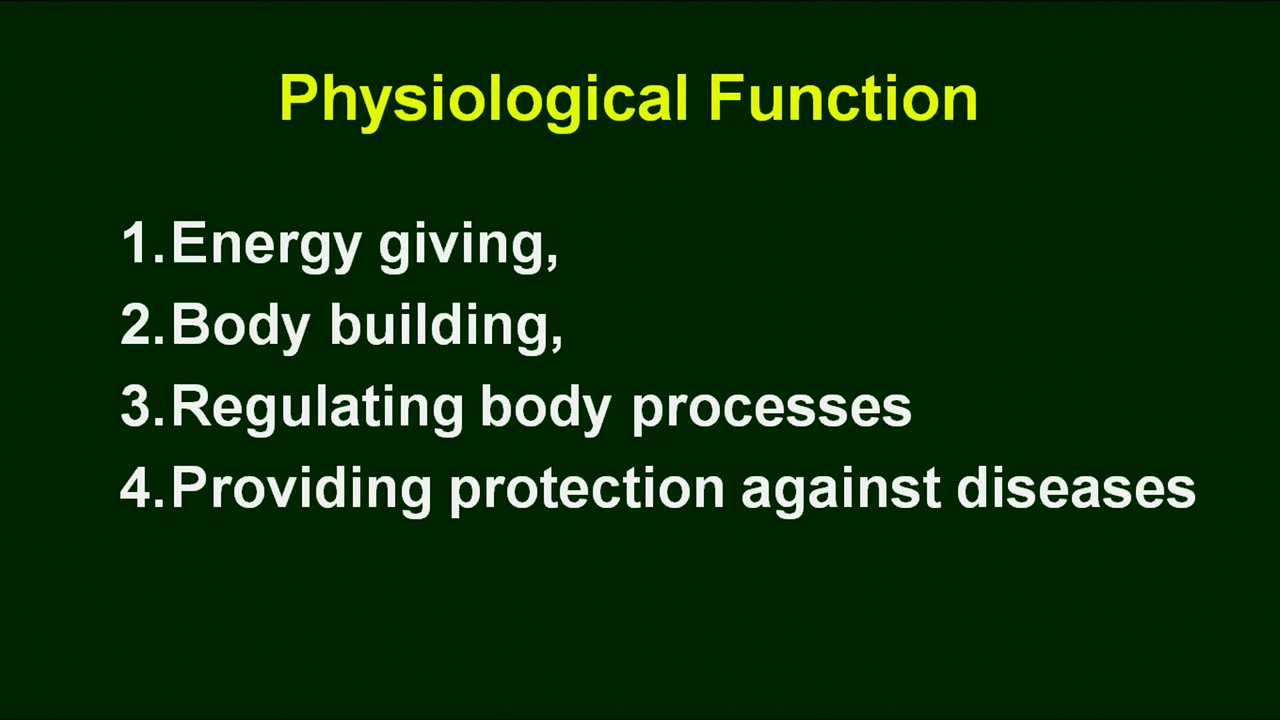 Physiological Function
1.Energy giving,
2.Body building,
3.Regulating body processes
4.Providing protection against diseases